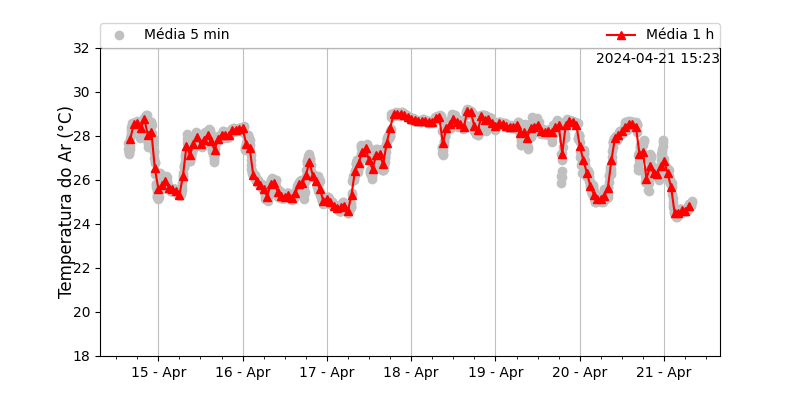 Média 5 min
Média 1 h
2024-04-21 15:23
Temperatura do Ar (°C)
32
30
28
26
24
22
20
18
15 - Apr
16 - Apr
17 - Apr
18 - Apr
19 - Apr
20 - Apr
21 - Apr